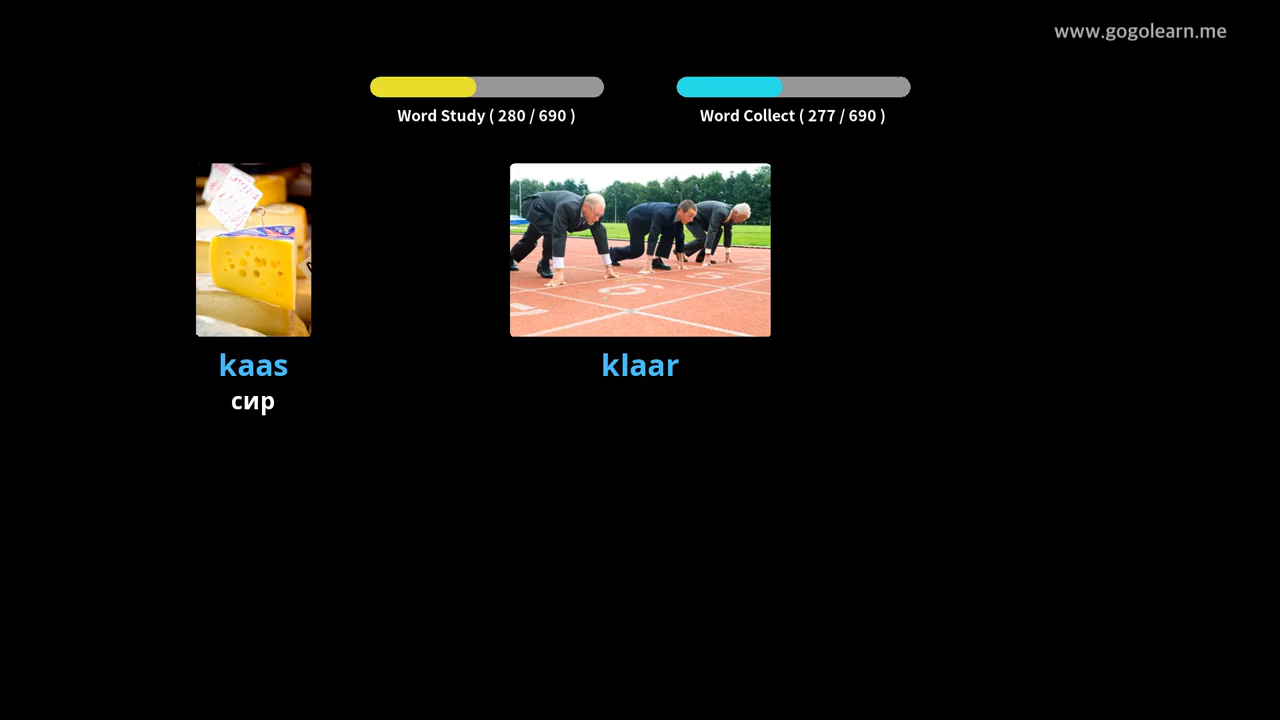 www.gogolearn.me
Word Study ( 280 / 690 )
Word Collect ( 277 / 690 )
kaas
сир
klaar